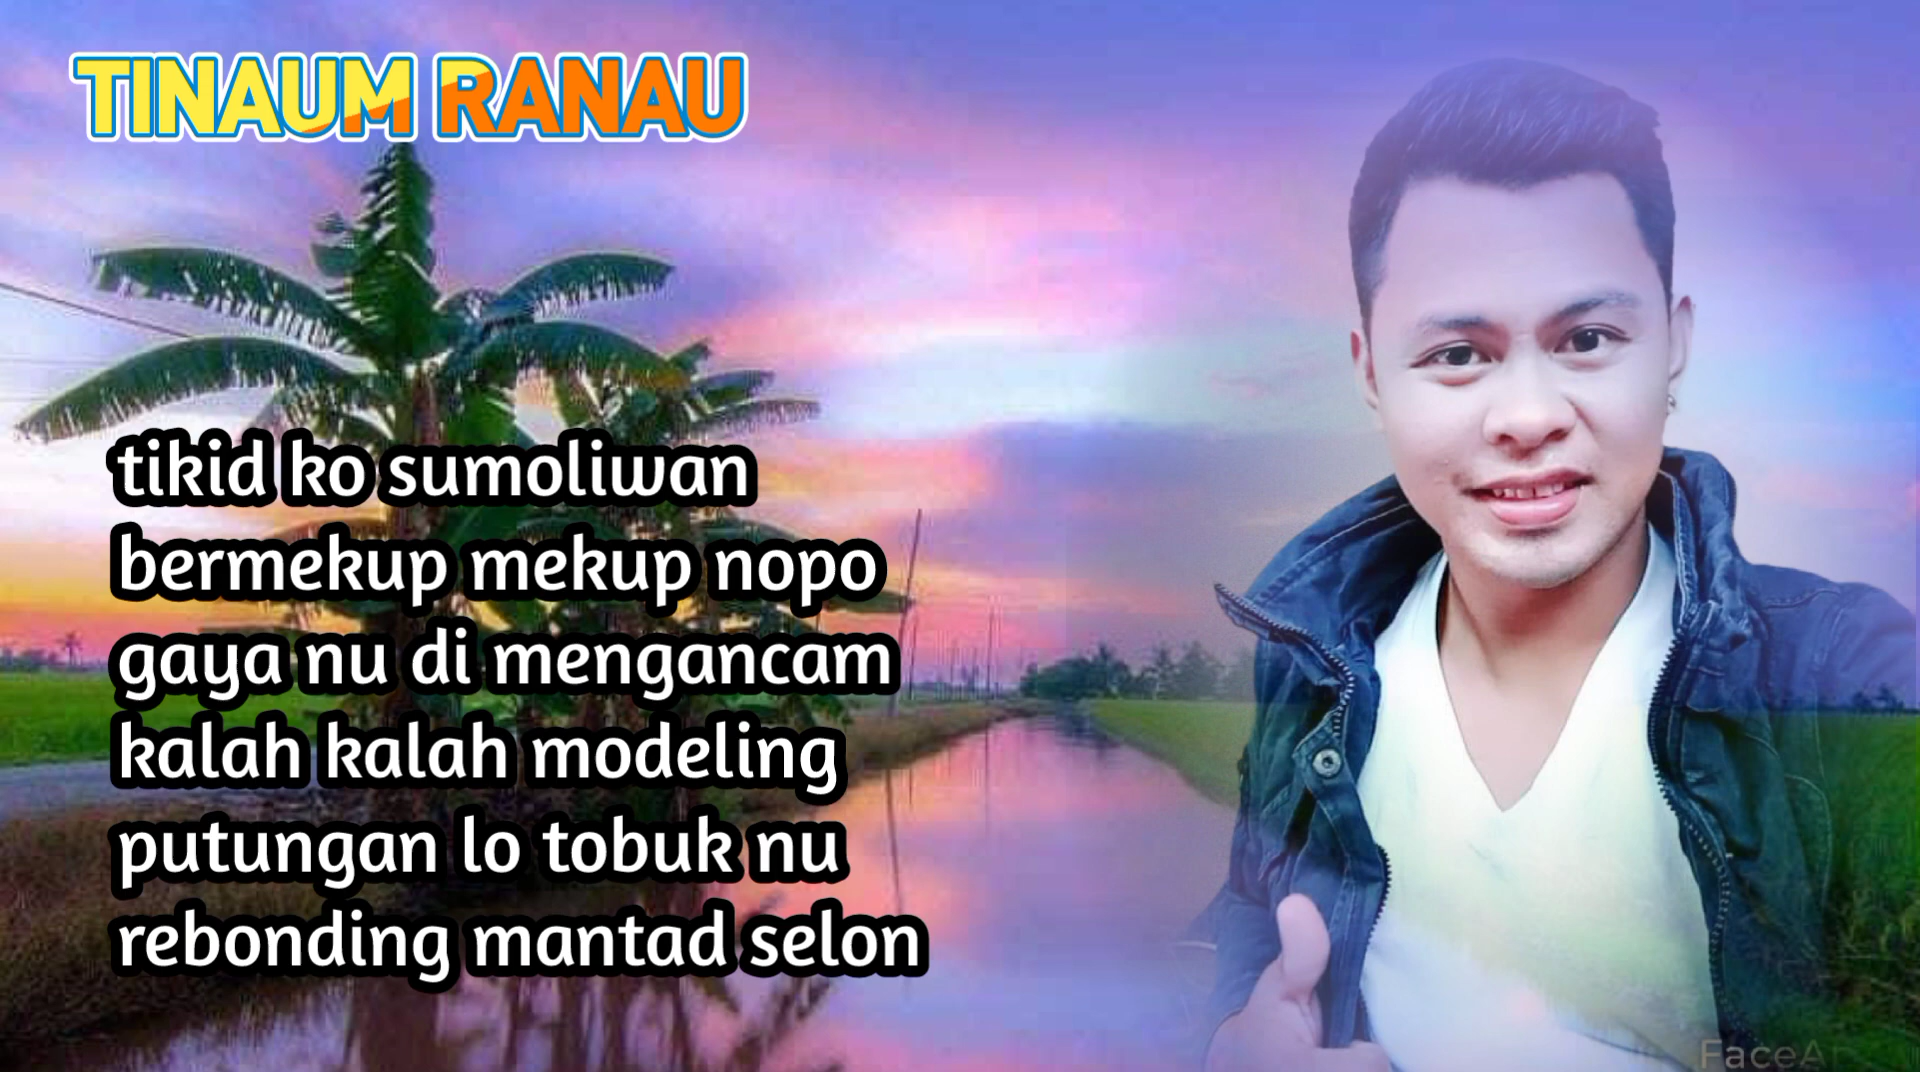 TINAUM RANAU
tikid ko sumoliwan
bermekup mekup nopo
gaya nu di mengancam
kalah kalah modeling
putungan lo tobuk nu
rebonding mantad selon